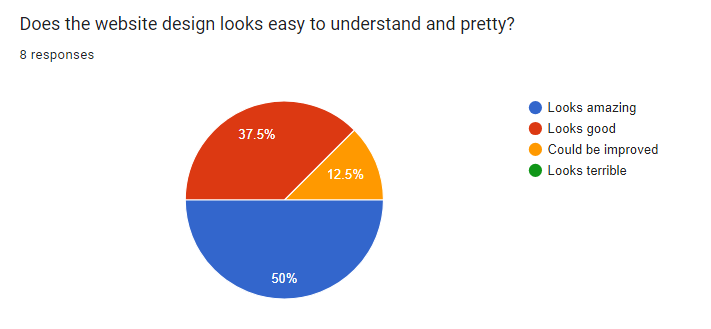 Does the website design looks easy to understand and pretty?
8 responses
Looks amazing
Looks good
Could be improved
Looks terrible
37.5%
12.5%
50%